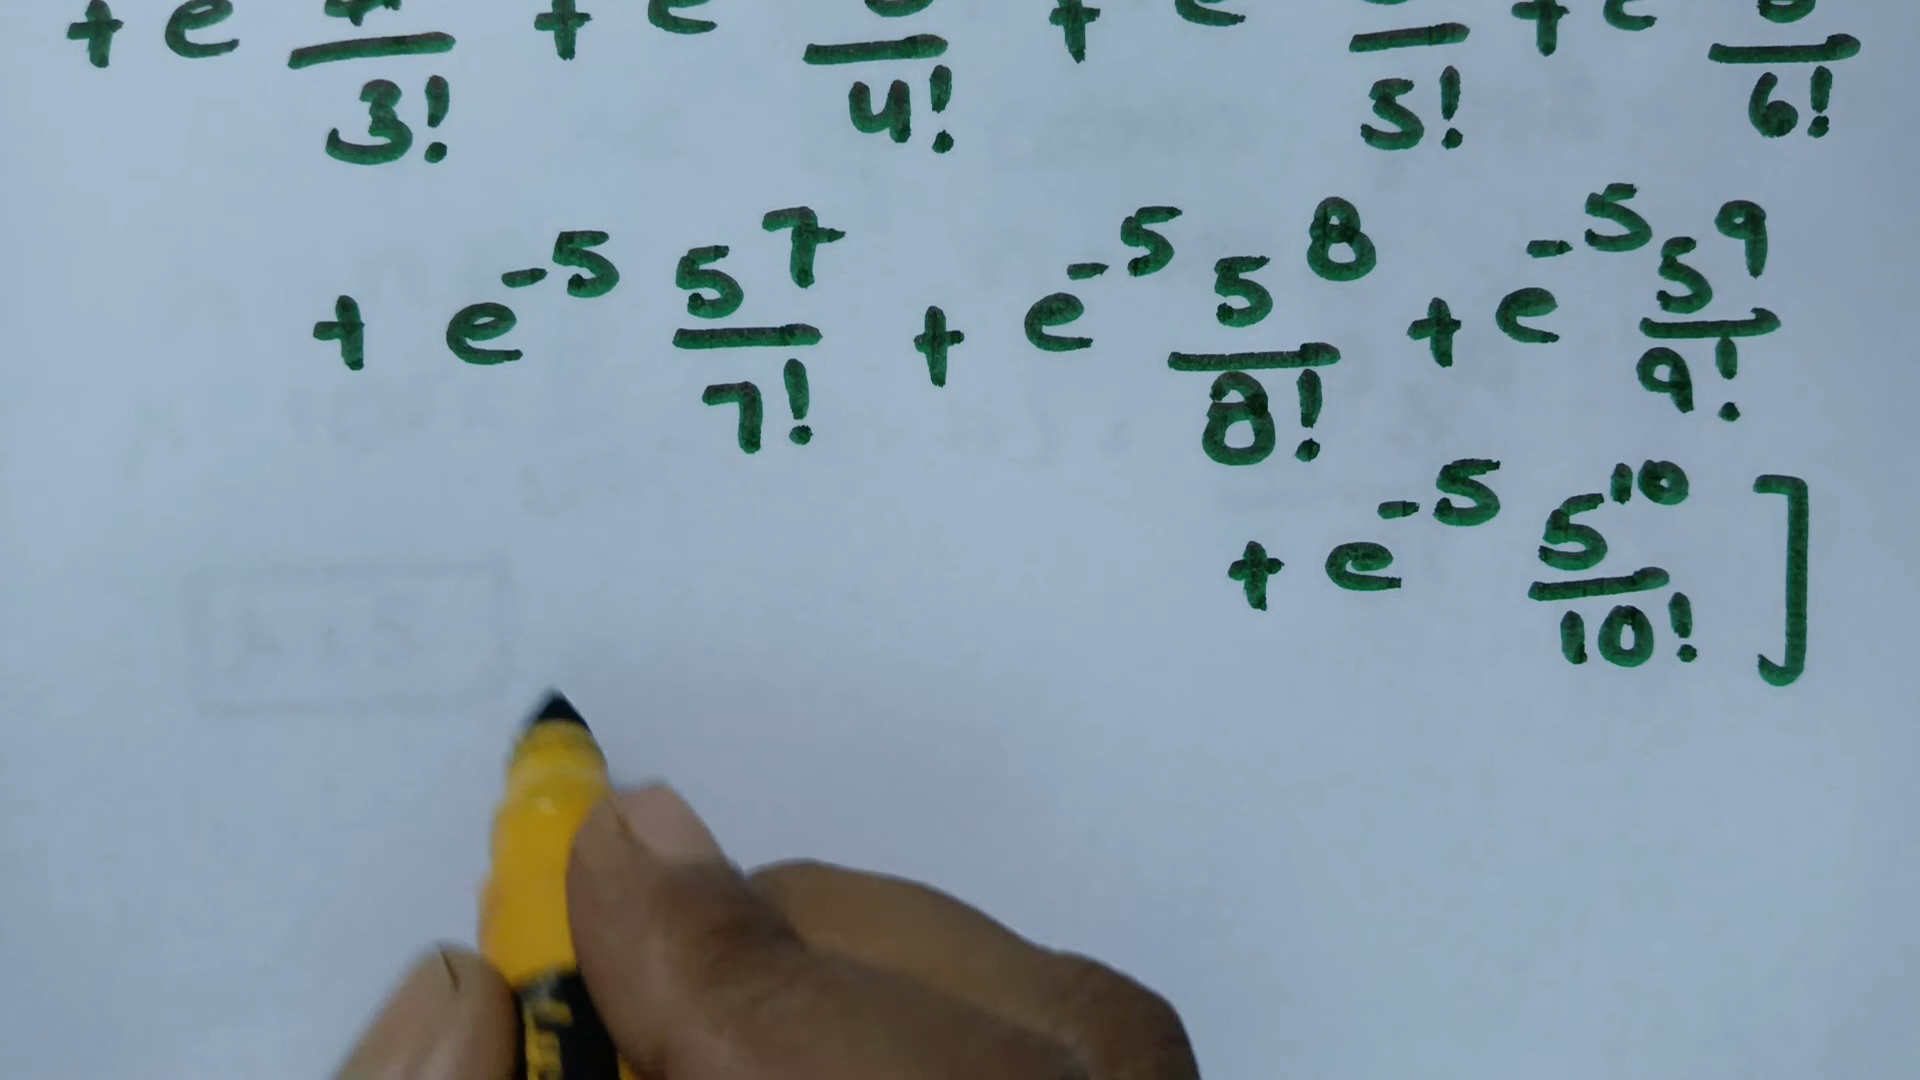 + e /3! + e /4! + e /5! + e /6!
+ e^-5 5^7/7! + e^-5 5^8/8! + e^-5 5^9/9!
+ e^-5 5^10/10! ]